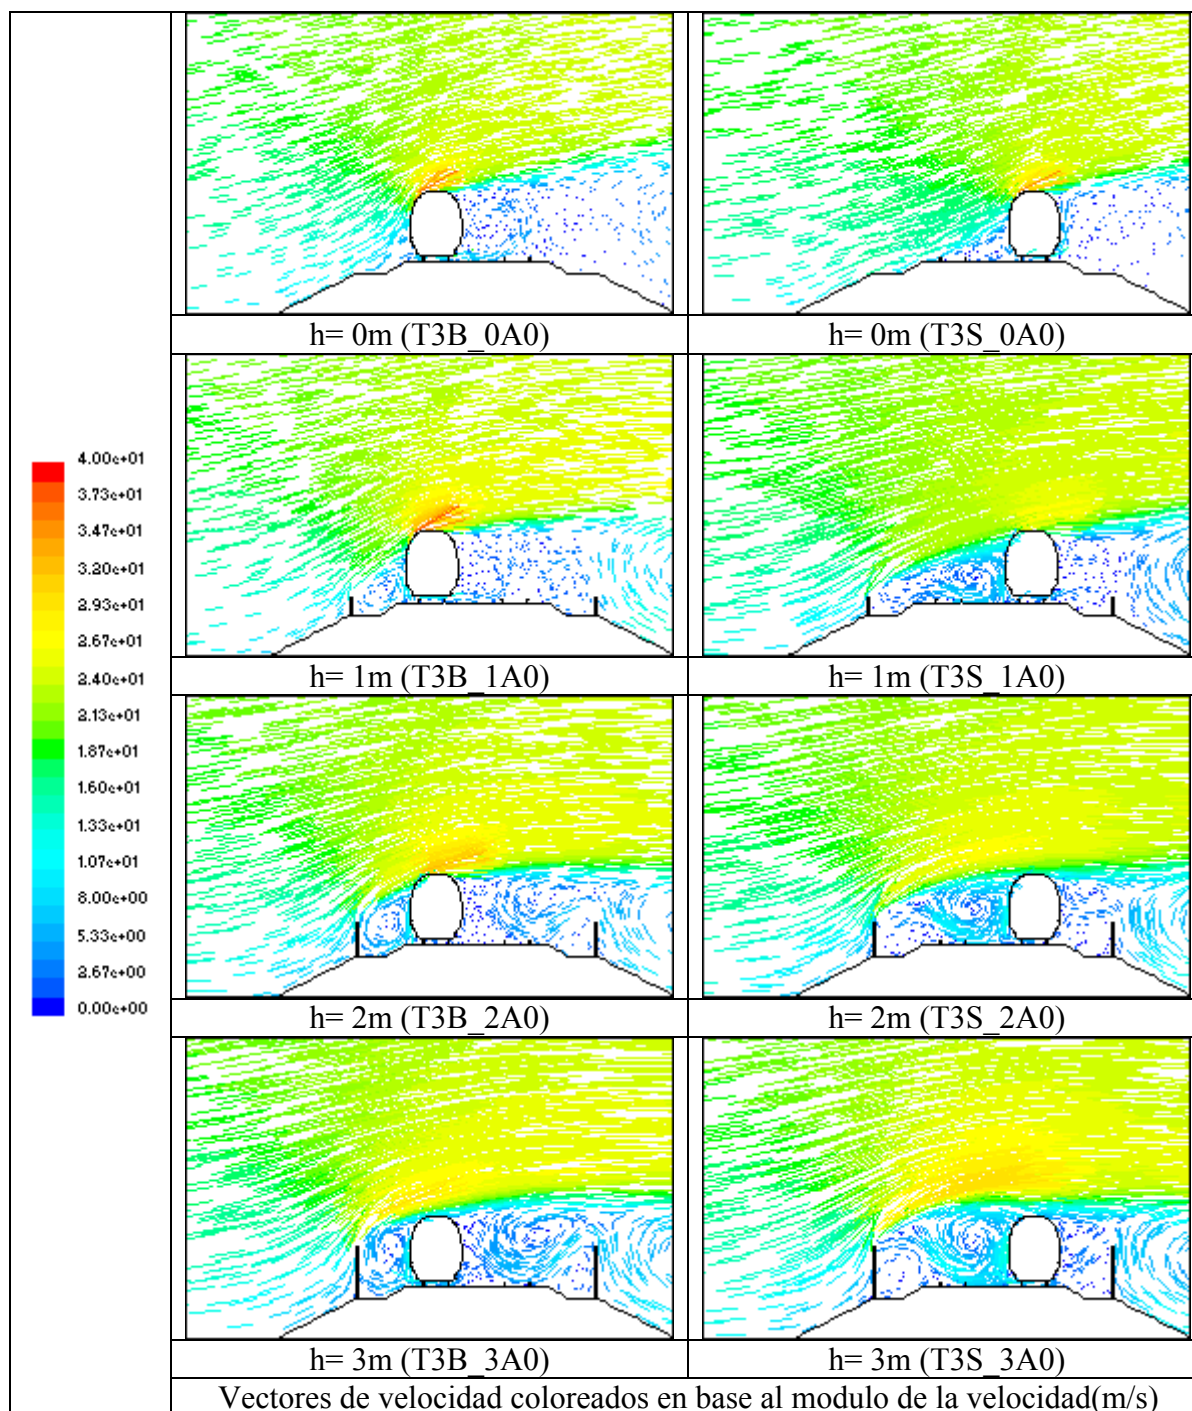 h= 0m (T3B_0A0)
h= 0m (T3S_0A0)
h= 1m (T3B_1A0)
h= 1m (T3S_1A0)
4.00e+01
3.73e+01
3.47e+01
3.20e+01
2.93e+01
2.67e+01
2.40e+01
2.13e+01
1.87e+01
1.60e+01
1.33e+01
1.07e+01
8.00e+00
5.33e+00
2.67e+00
0.00e+00
h= 2m (T3B_2A0)
h= 2m (T3S_2A0)
h= 3m (T3B_3A0)
h= 3m (T3S_3A0)
Vectores de velocidad coloreados en base al modulo de la velocidad(m/s)